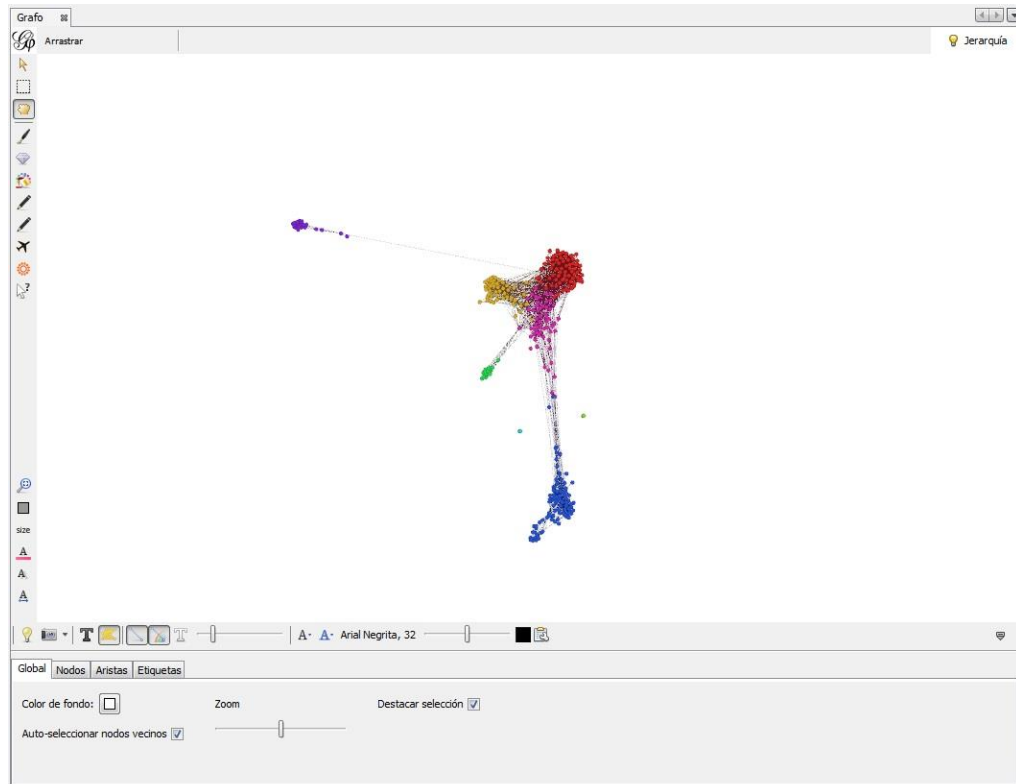 Grafo
Arrastrar
Jerarquía
size
A
A
A
T
T
A- A- Arial Negrita, 32
Global Nodos Aristas Etiquetas
Color de fondo: Zoom Destacar selección
Auto-seleccionar nodos vecinos